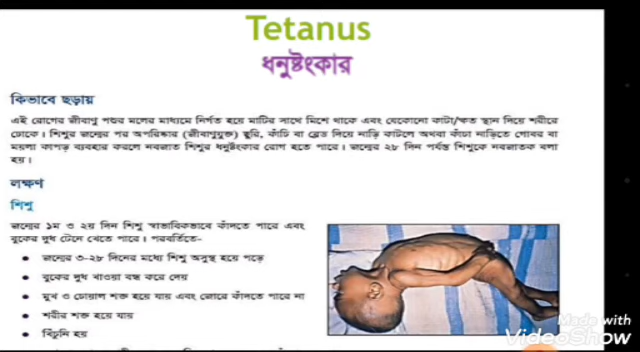 Tetanus
ধনুষ্টংকার
কিভাবে ছড়ায়
এই রোগের জীবাণু পশুর মলের মাধ্যমে নির্গত হয়ে মাটির সাথে মিশে থাকে এবং যেকোনো কাটা/ক্ষত স্থান দিয়ে শরীরে
ঢোকে। শিশুর জন্মের পর অপরিষ্কার (জীবাণুযুক্ত) ছুরি, কাঁচি বা ব্লেড দিয়ে নাড়ি কাটলে অথবা কাঁচা নাড়িতে গোবর বা
ময়লা কাপড় ব্যবহার করলে নবজাত শিশুর ধনুষ্টংকার রোগ হতে পারে। জন্মের ২৮ দিন পর্যন্ত শিশুকে নবজাতক বলা
হয়।
লক্ষণ
শিশু
জন্মের ১ম ও ২য় দিন শিশু স্বাভাবিকভাবে কাঁদতে পারে এবং
বুকের দুধ টেনে খেতে পারে। পরবর্তিতে-
• জন্মের ৩-২৮ দিনের মধ্যে শিশু অসুস্থ হয়ে পড়ে
• বুকের দুধ খাওয়া বন্ধ করে দেয়
• মুখ ও চোয়াল শক্ত হয়ে যায় এবং জোরে কাঁদতে পারে না
• শরীর শক্ত হয়ে যায়
• খিঁচুনি হয়
Made with
VideoShow